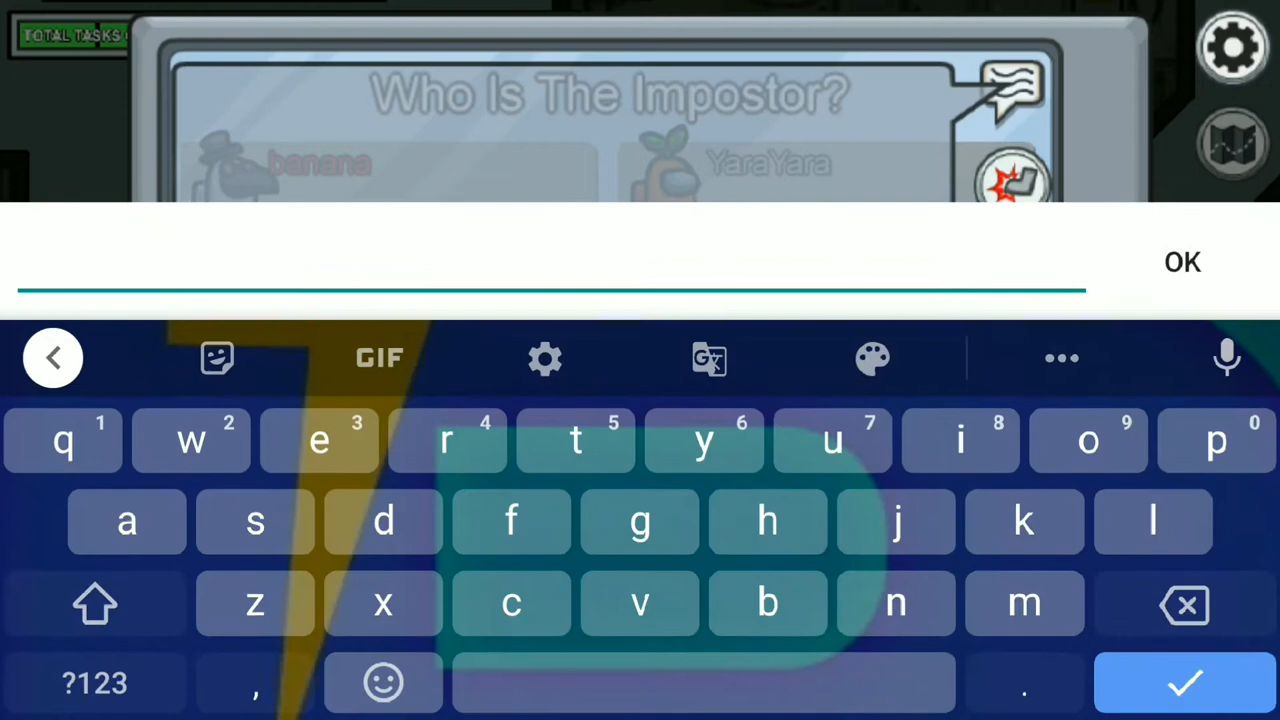 TOTAL TASKS
Who Is The Impostor?
banana YaraYara
OK
GIF
q 1 w 2 e 3 r 4 t 5 y 6 u 7 i 8 o 9 p 0
a s d f g h j k l
z x c v b n m
?123 , .